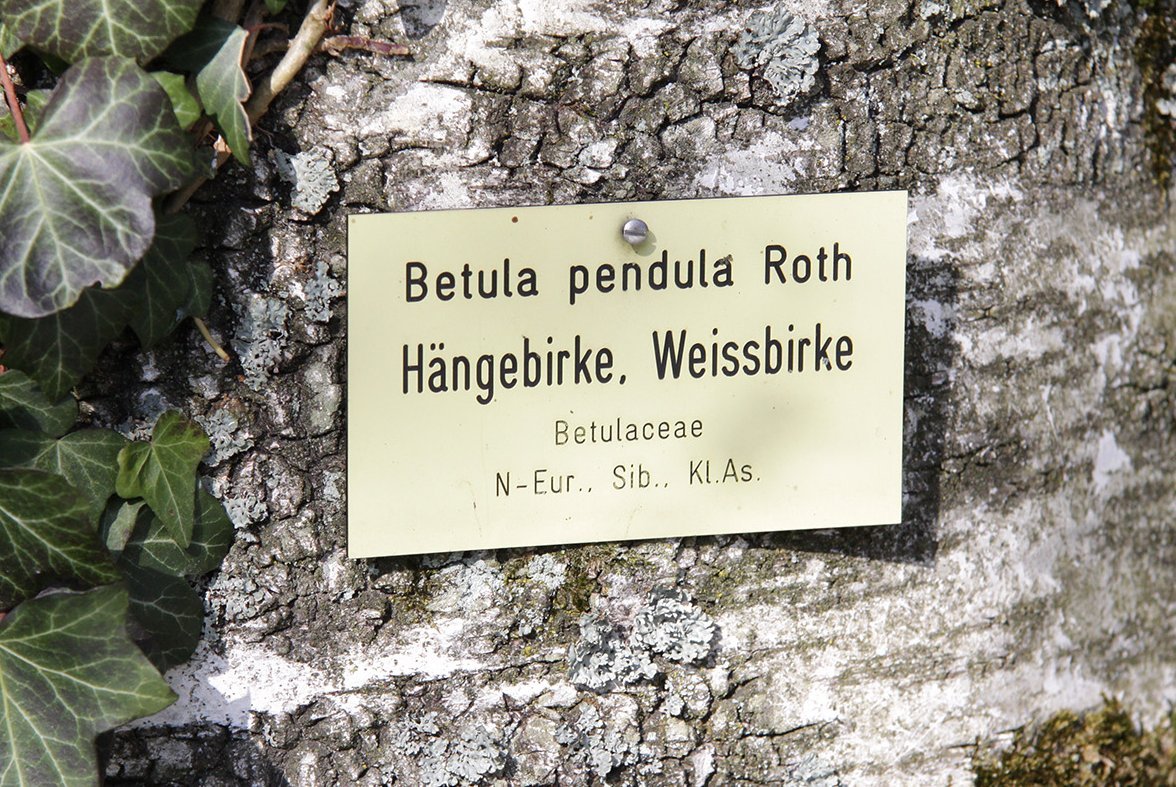 Betula pendula Roth
Hängebirke, Weissbirke
Betulaceae
N-Eur., Sib., Kl.As.